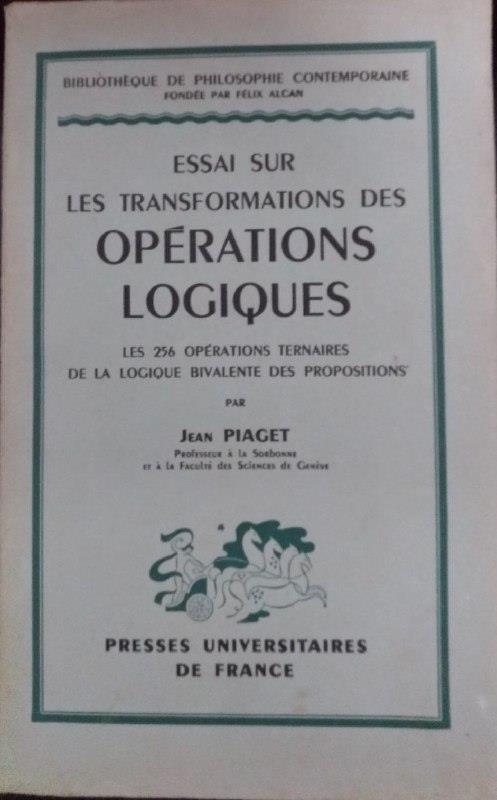 BIBLIOTHÈQUE DE PHILOSOPHIE CONTEMPORAINE
FONDÉE PAR FÉLIX ALCAN
ESSAI SUR
LES TRANSFORMATIONS DES
OPÉRATIONS
LOGIQUES
LES 256 OPÉRATIONS TERNAIRES
DE LA LOGIQUE BIVALENTE DES PROPOSITIONS
PAR
JEAN PIAGET
PROFESSEUR À LA SORBONNE
ET À LA FACULTÉ DES SCIENCES DE GENÈVE
PRESSES UNIVERSITAIRES
DE FRANCE